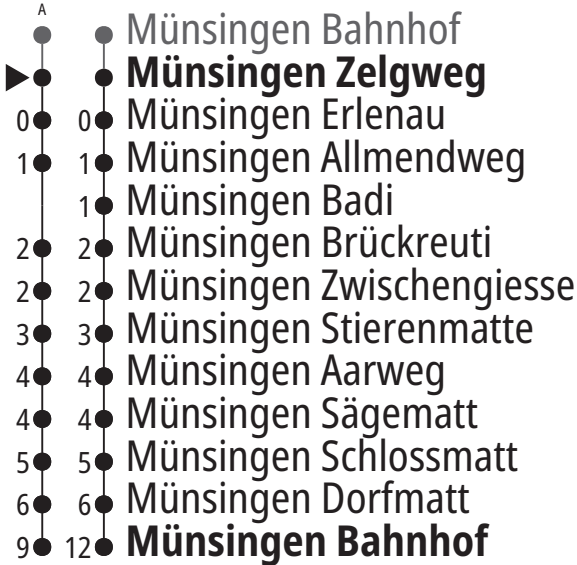 A
Münsingen Bahnhof
Münsingen Zelgweg
0 0 Münsingen Erlenau
1 1 Münsingen Allmendweg
1 Münsingen Badi
2 2 Münsingen Brückreuti
2 2 Münsingen Zwischengiesse
3 3 Münsingen Stierenmatte
4 4 Münsingen Aarweg
4 4 Münsingen Sägematt
5 5 Münsingen Schlossmatt
6 6 Münsingen Dorfmatt
9 12 Münsingen Bahnhof